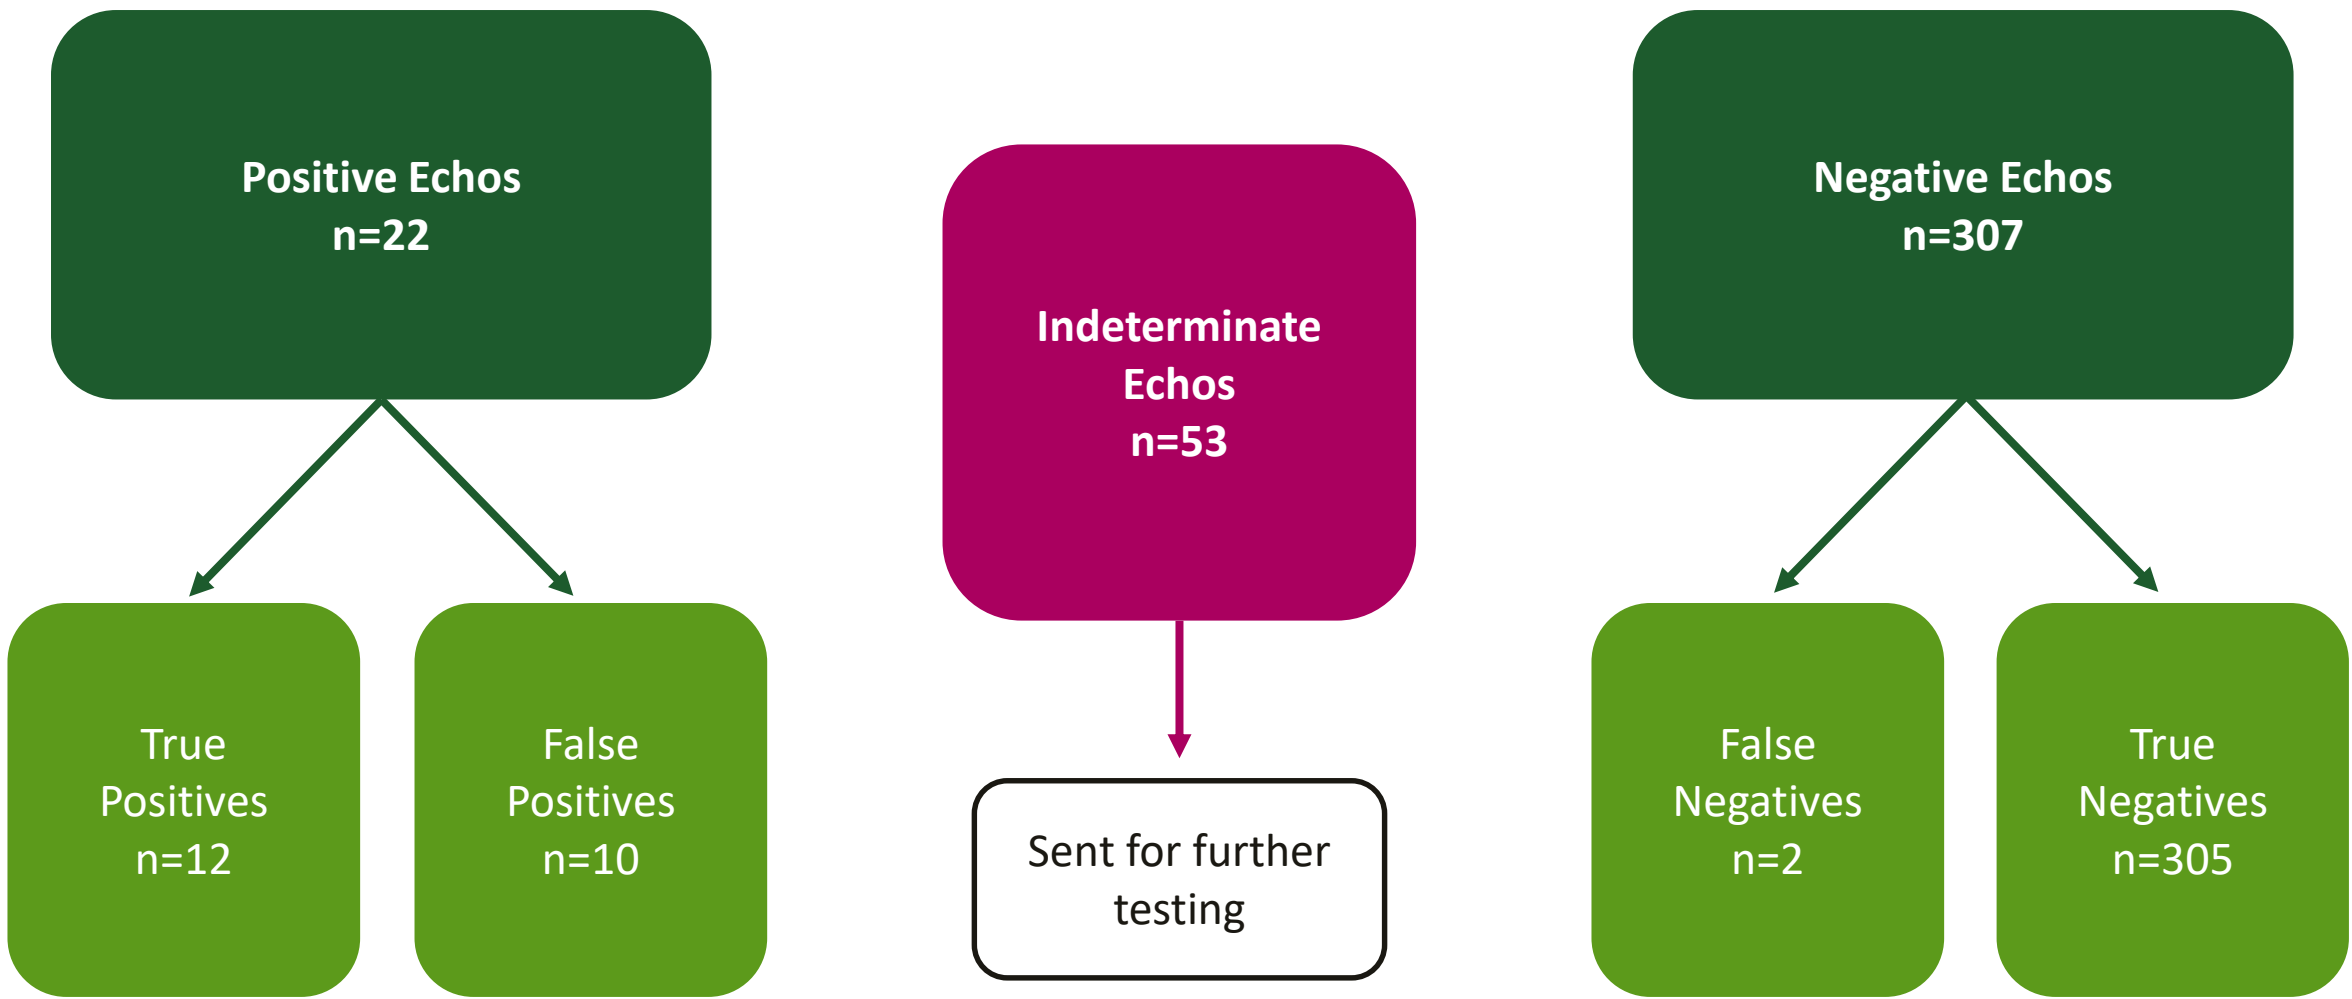 Positive Echos
n=22
Indeterminate
Echos
n=53
Negative Echos
n=307
True
Positives
n=12
False
Positives
n=10
Sent for further
testing
False
Negatives
n=2
True
Negatives
n=305